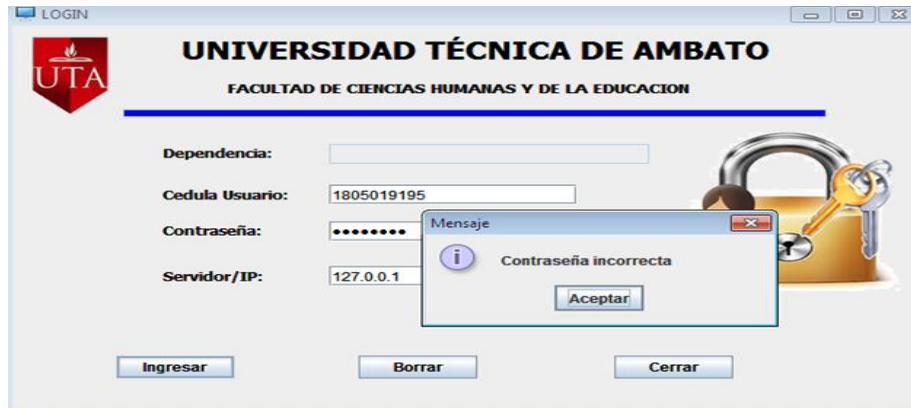 LOGIN
UTA
UNIVERSIDAD TÉCNICA DE AMBATO
FACULTAD DE CIENCIAS HUMANAS Y DE LA EDUCACION
Dependencia:
Cedula Usuario: 1805019195
Contraseña: ••••••••
Servidor/IP: 127.0.0.1
Mensaje
Contraseña incorrecta
Aceptar
Ingresar Borrar Cerrar